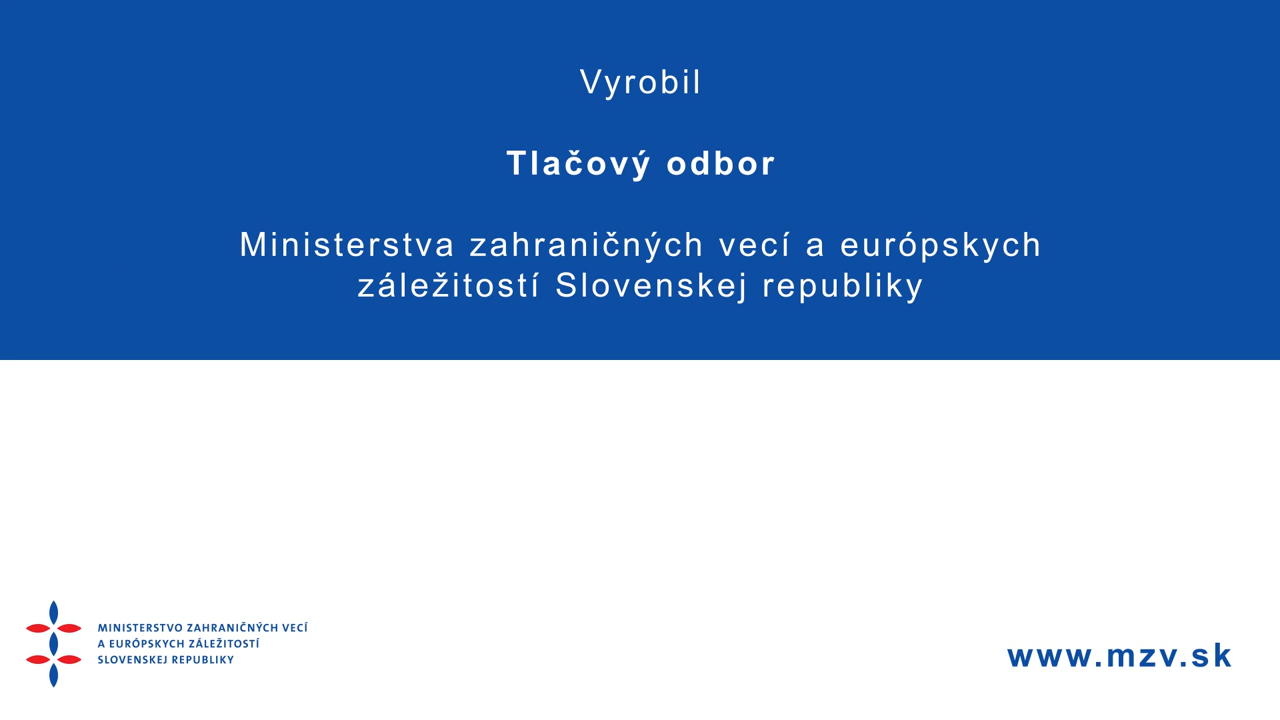 Vyrobil
Tlačový odbor
Ministerstva zahraničných vecí a európskych
záležitostí Slovenskej republiky
MINISTERSTVO ZAHRANIČNÝCH VECÍ
A EURÓPSKYCH ZÁLEŽITOSTÍ
SLOVENSKEJ REPUBLIKY
www.mzv.sk